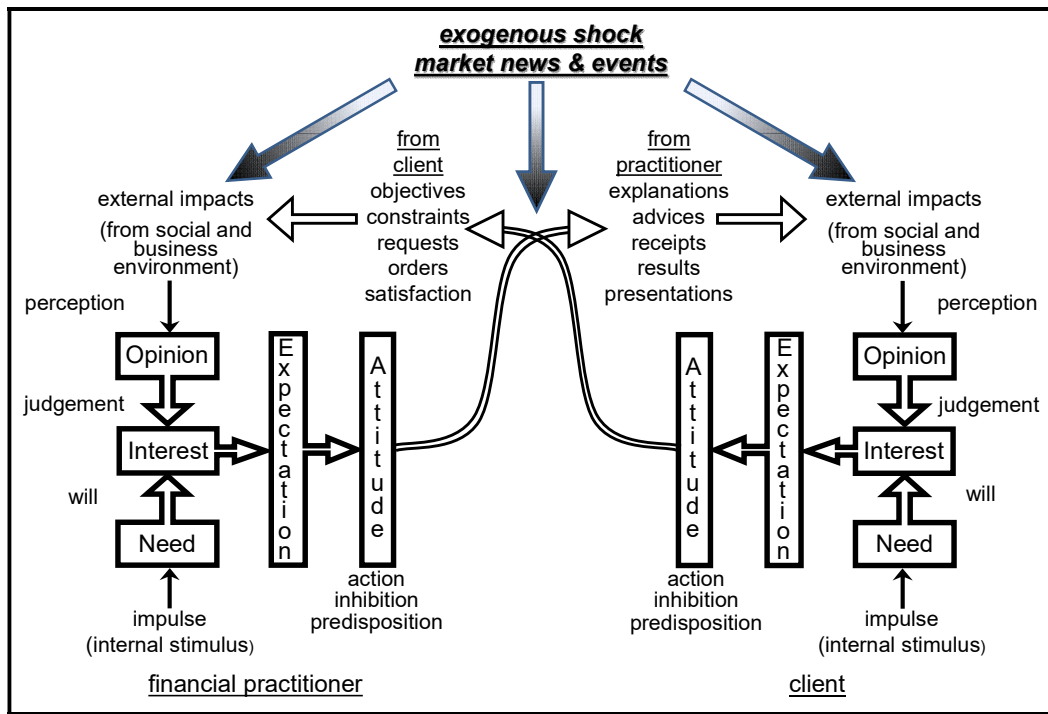 exogenous shock
market news & events
from
client
objectives
constraints
requests
orders
satisfaction
from
practitioner
explanations
advices
receipts
results
presentations
external impacts
(from social and
business
environment)
perception
Opinion
judgement
Interest
will
Need
impulse
(internal stimulus)
Expectation
Attitude
action
inhibition
predisposition
financial practitioner
external impacts
(from social and
business
environment)
perception
Opinion
judgement
Interest
will
Need
impulse
(internal stimulus)
Expectation
Attitude
action
inhibition
predisposition
client